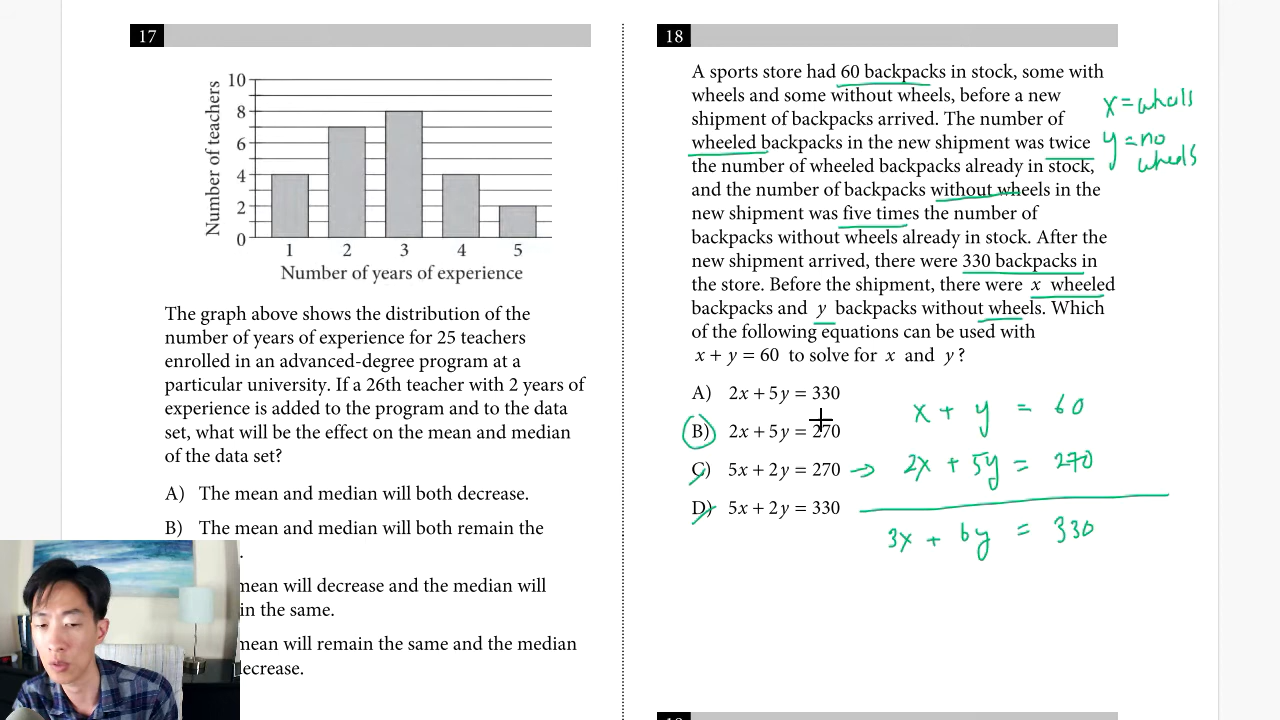 17
10
8
6
4
2
0
Number of teachers
1 2 3 4 5
Number of years of experience
The graph above shows the distribution of the
number of years of experience for 25 teachers
enrolled in an advanced-degree program at a
particular university. If a 26th teacher with 2 years of
experience is added to the program and to the data
set, what will be the effect on the mean and median
of the data set?
A) The mean and median will both decrease.
B) The mean and median will both remain the
.
mean will decrease and the median will
in the same.
mean will remain the same and the median
decrease.
18
A sports store had 60 backpacks in stock, some with
wheels and some without wheels, before a new
shipment of backpacks arrived. The number of
wheeled backpacks in the new shipment was twice
the number of wheeled backpacks already in stock,
and the number of backpacks without wheels in the
new shipment was five times the number of
backpacks without wheels already in stock. After the
new shipment arrived, there were 330 backpacks in
the store. Before the shipment, there were x wheeled
backpacks and y backpacks without wheels. Which
of the following equations can be used with
x + y = 60 to solve for x and y?
A) 2x + 5y = 330
B) 2x + 5y = 270
C) 5x + 2y = 270
D) 5x + 2y = 330
x = wheels
y = no
wheels
x + y = 60
→ 2x + 5y = 270
3x + 6y = 330